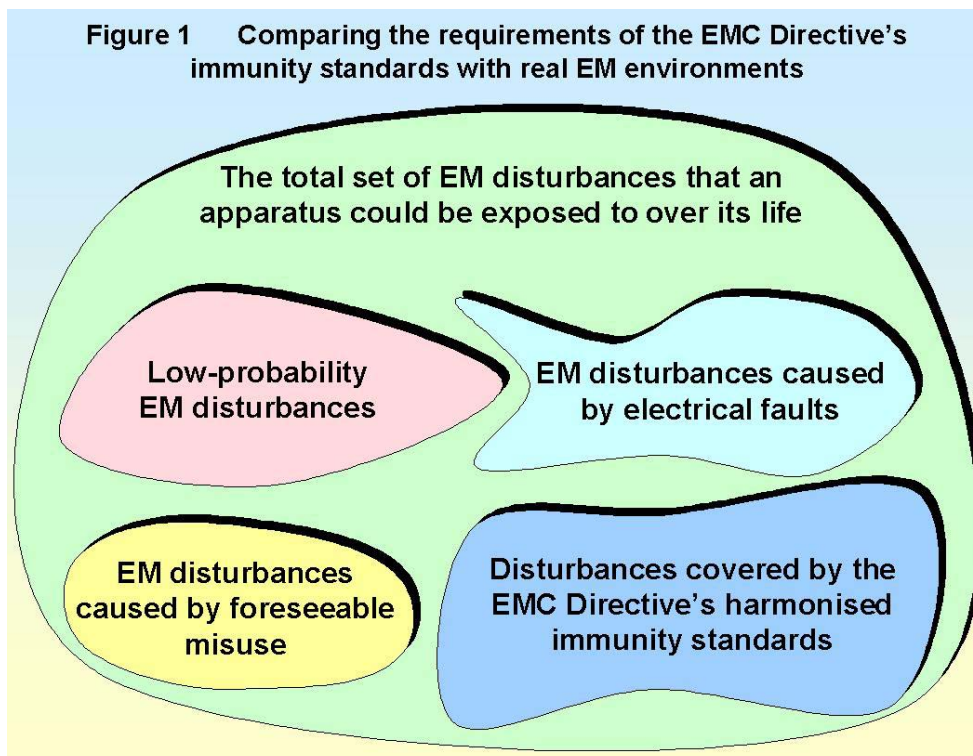 Figure 1 Comparing the requirements of the EMC Directive's
immunity standards with real EM environments
The total set of EM disturbances that an
apparatus could be exposed to over its life
Low-probability
EM disturbances
EM disturbances caused
by electrical faults
EM disturbances
caused by foreseeable
misuse
Disturbances covered by the
EMC Directive's harmonised
immunity standards